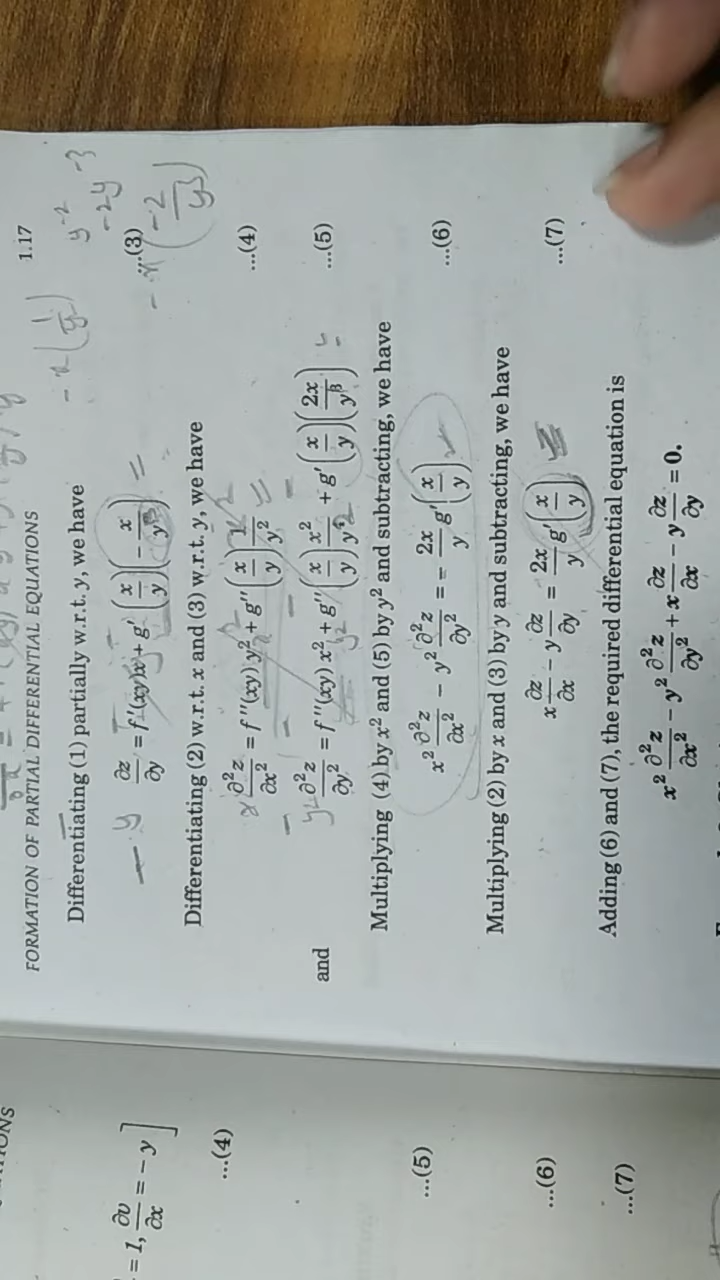 FORMATION OF PARTIAL DIFFERENTIAL EQUATIONS 1.17
Differentiating (1) partially w.r.t. y, we have
∂z/∂y = f'(xy)x + g'(x/y)(-x/y²) ...(3)
Differentiating (2) w.r.t. x and (3) w.r.t. y, we have
∂²z/∂x² = f''(xy) y² + g''(x/y) 1/y² ...(4)
and ∂²z/∂y² = f''(xy) x² + g''(x/y) x²/y⁴ + g'(x/y)(2x/y³) ...(5)
Multiplying (4) by x² and (5) by y² and subtracting, we have
x² ∂²z/∂x² - y² ∂²z/∂y² = - 2x/y g'(x/y) ...(6)
Multiplying (2) by x and (3) by y and subtracting, we have
x ∂z/∂x - y ∂z/∂y = 2x/y g'(x/y) ...(7)
Adding (6) and (7), the required differential equation is
x² ∂²z/∂x² - y² ∂²z/∂y² + x ∂z/∂x - y ∂z/∂y = 0.
y⁻²
-2y⁻³
= 1, ∂v/∂x = - y]
...(4)
...(5)
...(6)
...(7)